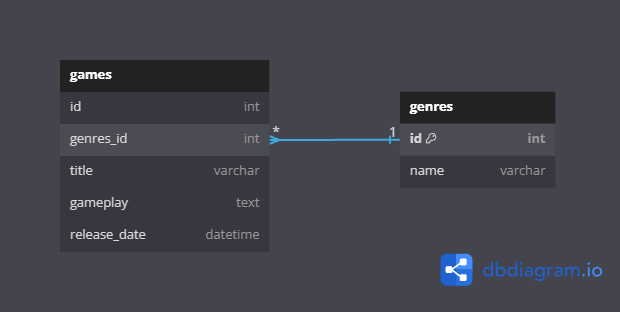 games
id int
genres_id int
title varchar
gameplay text
release_date datetime
* 1
genres
id int
name varchar
dbdiagram.io